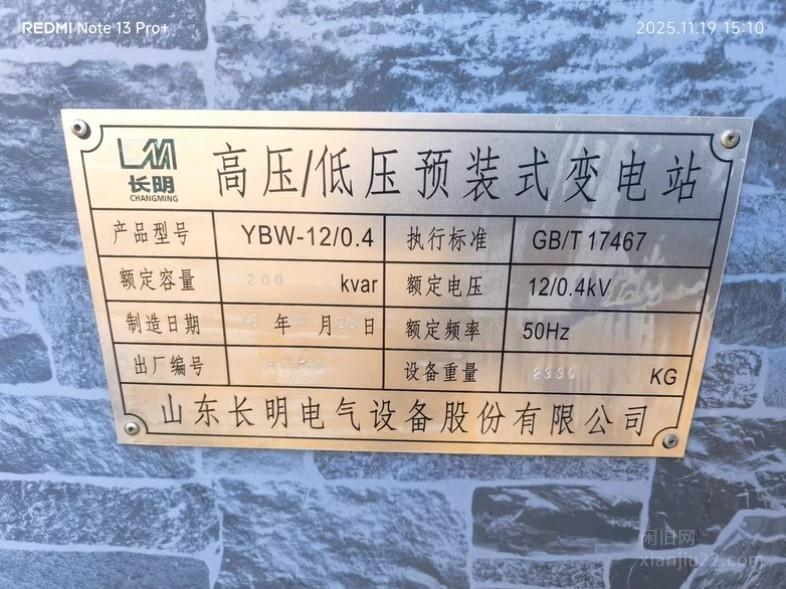 REDMI Note 13 Pro+
2025.11.19 15:10
LMM
长明
CHANGMING
高压/低压预装式变电站
产品型号 YBW-12/0.4 执行标准 GB/T 17467
额定容量 200 kvar 额定电压 12/0.4kV
制造日期 年 月 日 额定频率 50Hz
出厂编号 设备重量 KG
山东长明电气设备股份有限公司
闲旧网
xianjiu22.com